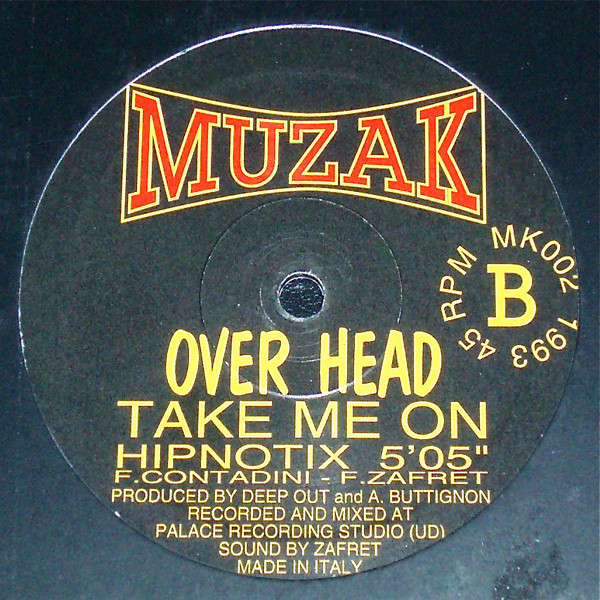 MUZAK
MK002 1993 45 RPM
B
OVER HEAD
TAKE ME ON
HIPNOTIX 5'05"
F.CONTADINI - F.ZAFRET
PRODUCED BY DEEP OUT and A. BUTTIGNON
RECORDED AND MIXED AT
PALACE RECORDING STUDIO (UD)
SOUND BY ZAFRET
MADE IN ITALY